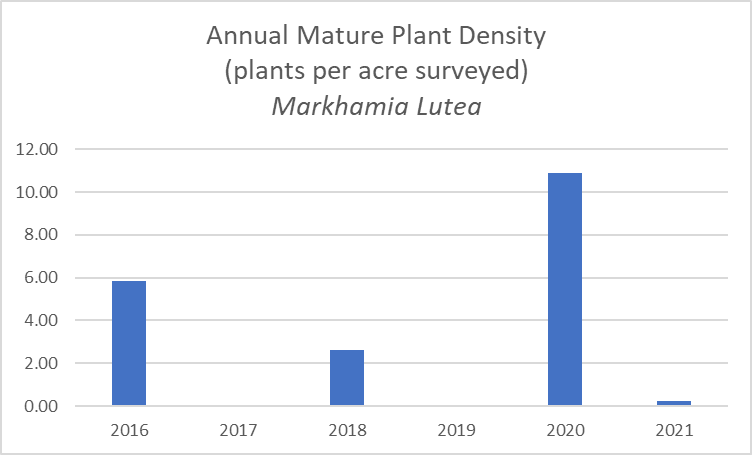 Annual Mature Plant Density
(plants per acre surveyed)
Markhamia Lutea
12.00
10.00
8.00
6.00
4.00
2.00
0.00
2016 2017 2018 2019 2020 2021